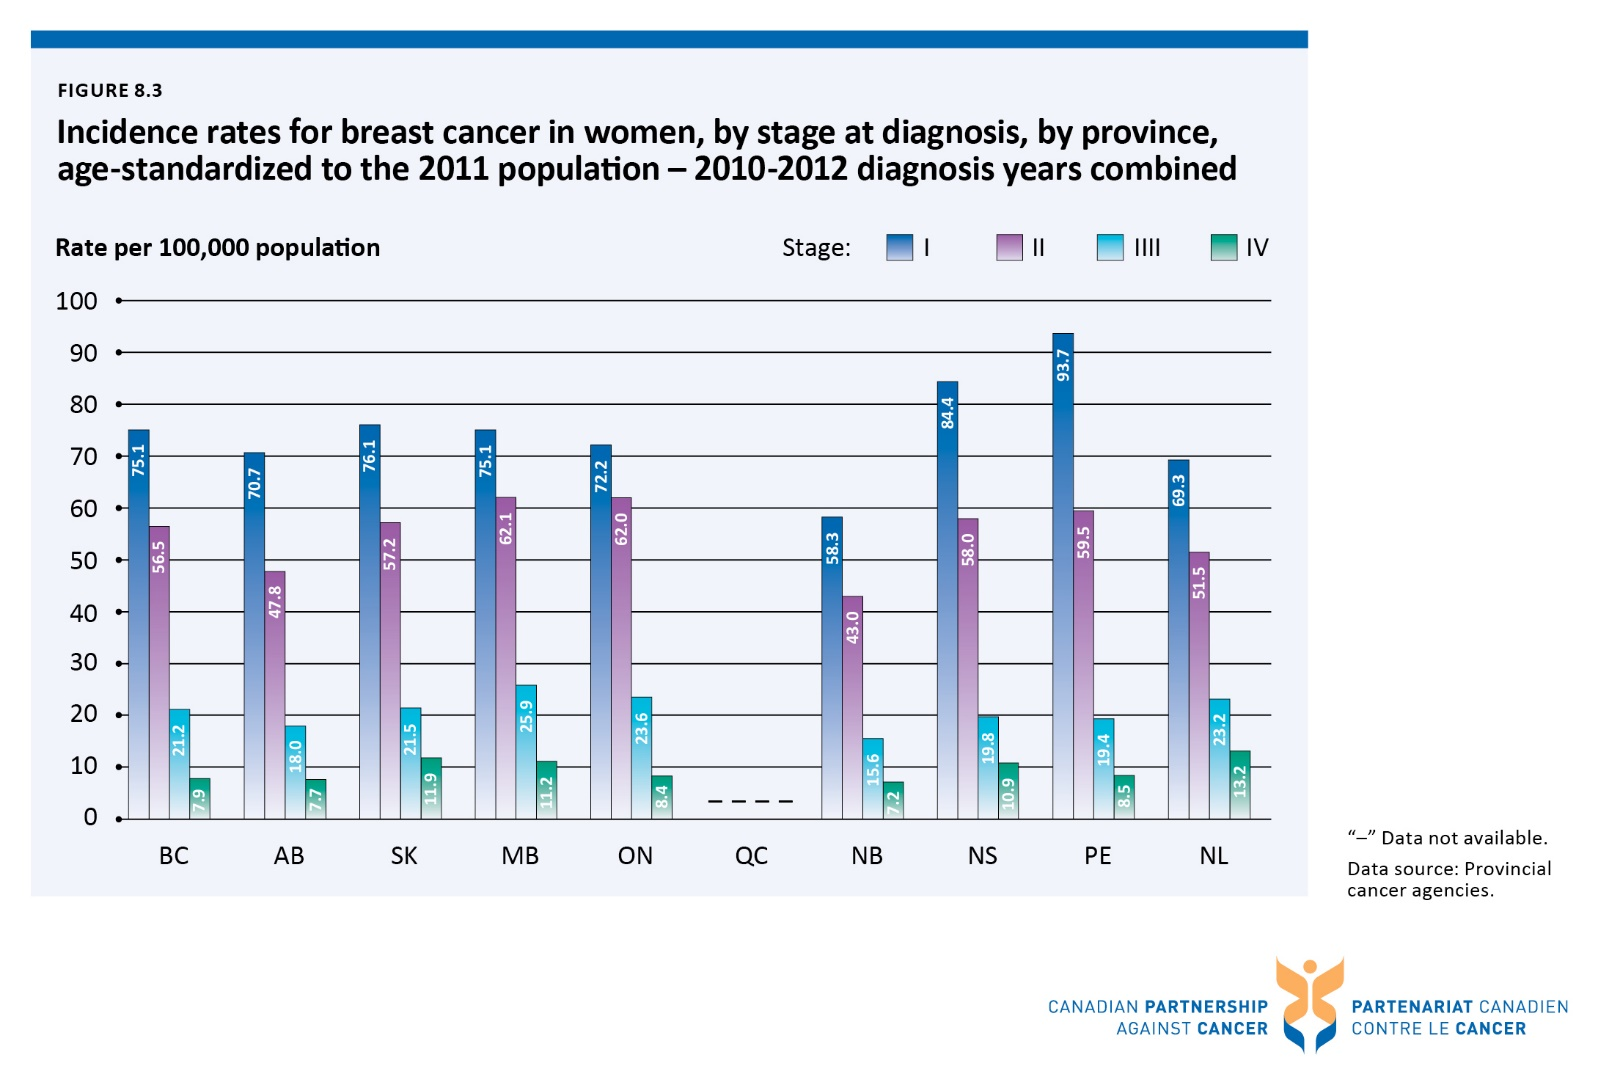 FIGURE 8.3
Incidence rates for breast cancer in women, by stage at diagnosis, by province,
age-standardized to the 2011 population – 2010-2012 diagnosis years combined
Rate per 100,000 population
Stage: I II IIII IV
100
90
80
70
60
50
40
30
20
10
0
75.1 56.5 21.2 7.9
70.7 47.8 18.0 7.7
76.1 57.2 21.5 11.9
75.1 62.1 25.9 11.2
72.2 62.0 23.6 8.4
58.3 43.0 15.6 7.2
84.4 58.0 19.8 10.9
93.7 59.5 19.4 8.5
69.3 51.5 23.2 13.2
BC AB SK MB ON QC NB NS PE NL
“–” Data not available.
Data source: Provincial
cancer agencies.
CANADIAN PARTNERSHIP
AGAINST CANCER
PARTENARIAT CANADIEN
CONTRE LE CANCER